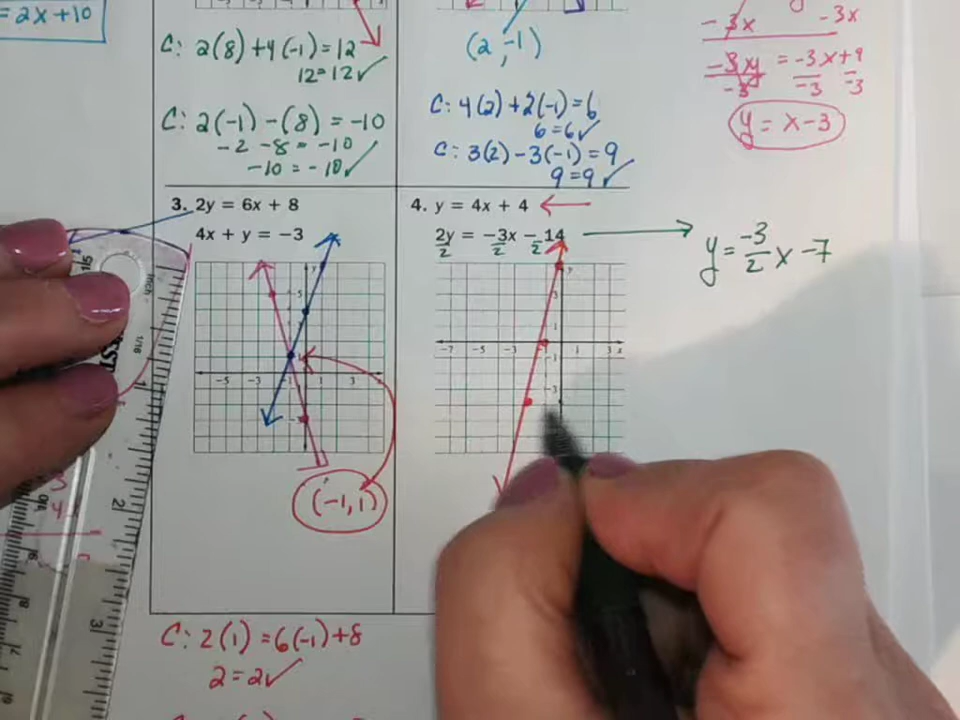 = 2x + 10
C: 2(8) + 4(-1) = 12
12 = 12 ✓
C: 2(-1) - (8) = -10
-2 -8 = -10
-10 = -10 ✓
(2, -1)
C: 4(2) + 2(-1) = 6
6 = 6 ✓
C: 3(2) - 3(-1) = 9
9 = 9 ✓
-3x -3x
-3y = -3x + 9
-3 -3 -3
y = x - 3
3. 2y = 6x + 8
4x + y = -3
(-1, 1)
4. y = 4x + 4
2y = -3x - 14
2 2 2
y = -3/2 x - 7
C: 2(1) = 6(-1) + 8
2 = 2 ✓